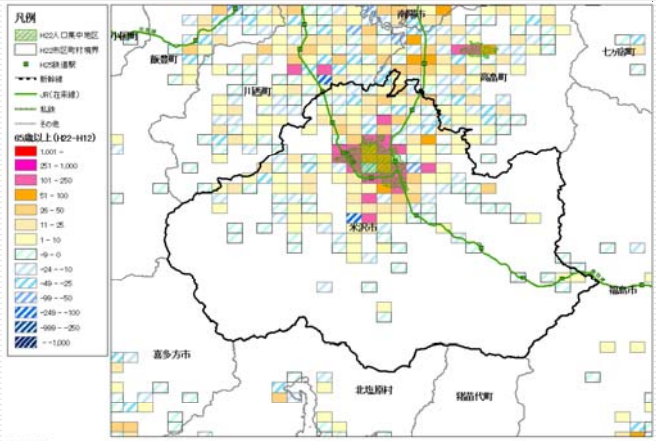 凡例
H22人口集中地区
H22市区町村境界
H25鉄道駅
新幹線
JR(在来線)
私鉄
その他
65歳以上(H22-H12)
1,001 -
251 - 1,000
101 - 250
51 - 100
26 - 50
11 - 25
1 - 10
-9 - 0
-24 - -10
-49 - -25
-99 - -50
-249 - -100
-999 - -250
- -1,000
小国町
飯豊町
南陽市
川西町
高畠町
七ヶ宿町
米沢市
福島市
喜多方市
北塩原村
猪苗代町